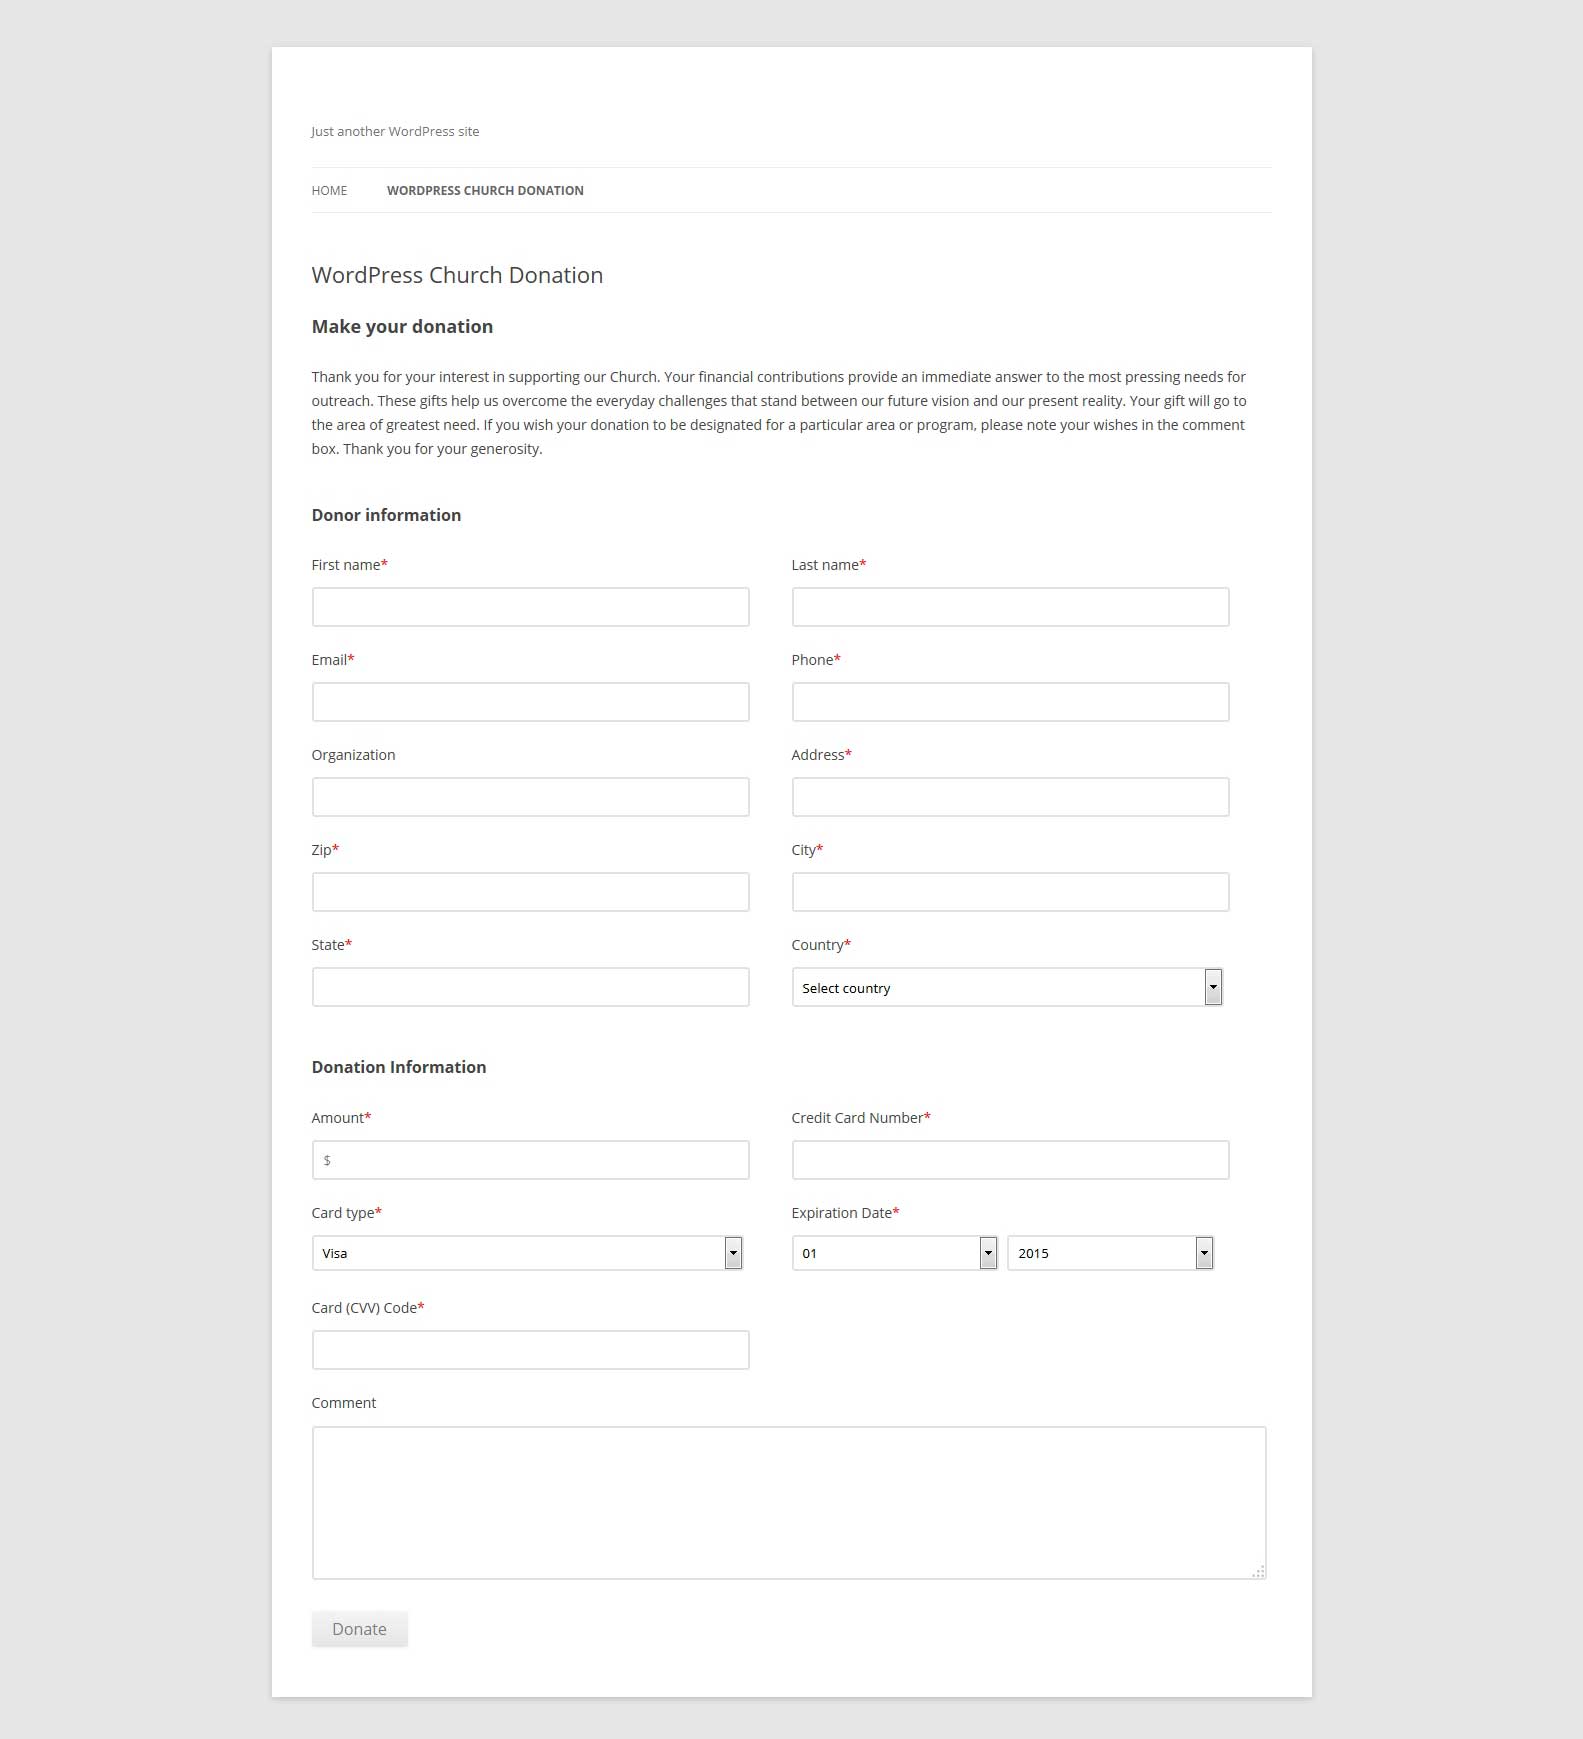 Just another WordPress site
HOME WORDPRESS CHURCH DONATION
WordPress Church Donation
Make your donation
Thank you for your interest in supporting our Church. Your financial contributions provide an immediate answer to the most pressing needs for
outreach. These gifts help us overcome the everyday challenges that stand between our future vision and our present reality. Your gift will go to
the area of greatest need. If you wish your donation to be designated for a particular area or program, please note your wishes in the comment
box. Thank you for your generosity.
Donor information
First name* Last name*
Email* Phone*
Organization Address*
Zip* City*
State* Country*
Select country
Donation Information
Amount* Credit Card Number*
$
Card type* Expiration Date*
Visa 01 2015
Card (CVV) Code*
Comment
Donate